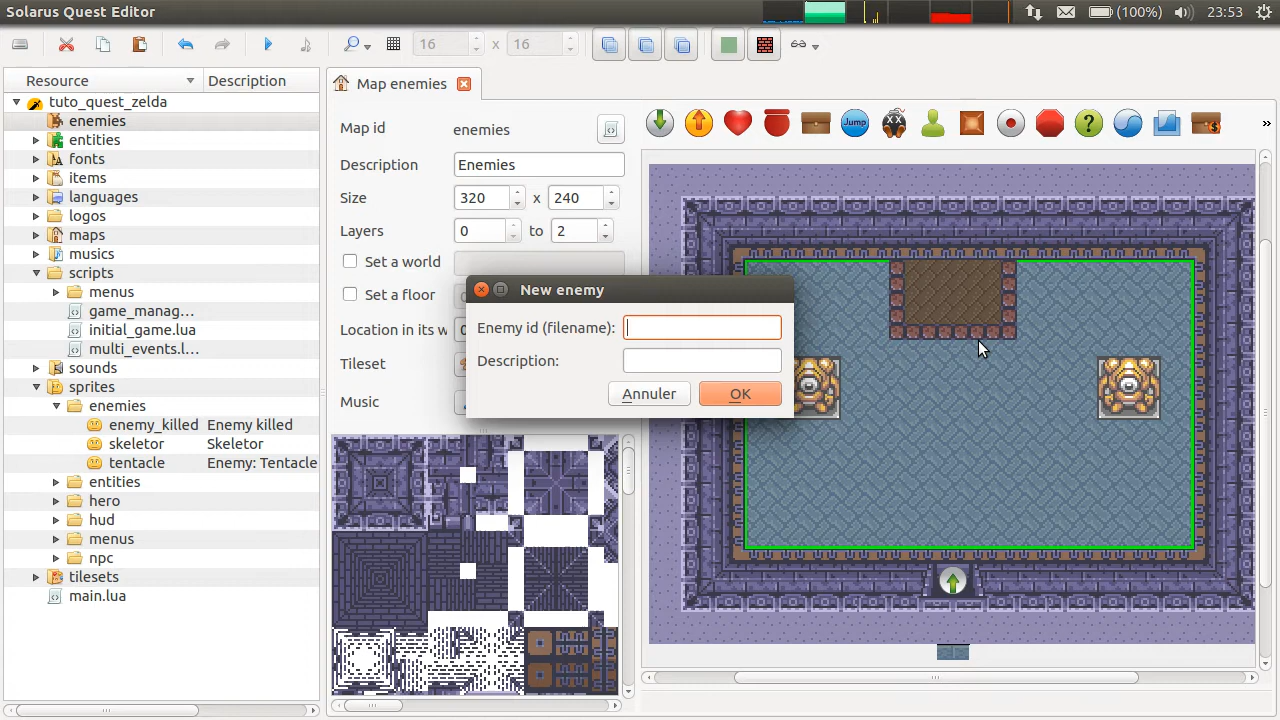 Solarus Quest Editor
(100%) 23:53
16 x 16
Resource Description
Map enemies
tuto_quest_zelda
enemies
entities
fonts
items
languages
logos
maps
musics
scripts
menus
game_manag...
initial_game.lua
multi_events.l...
sounds
sprites
enemies
enemy_killed Enemy killed
skeletor Skeletor
tentacle Enemy: Tentacle
entities
hero
hud
menus
npc
tilesets
main.lua
Map id enemies
Description Enemies
Size 320 x 240
Layers 0 to 2
Set a world
Set a floor
Location in its w
Tileset
Music
Jump
»
New enemy
Enemy id (filename):
Description:
Annuler OK